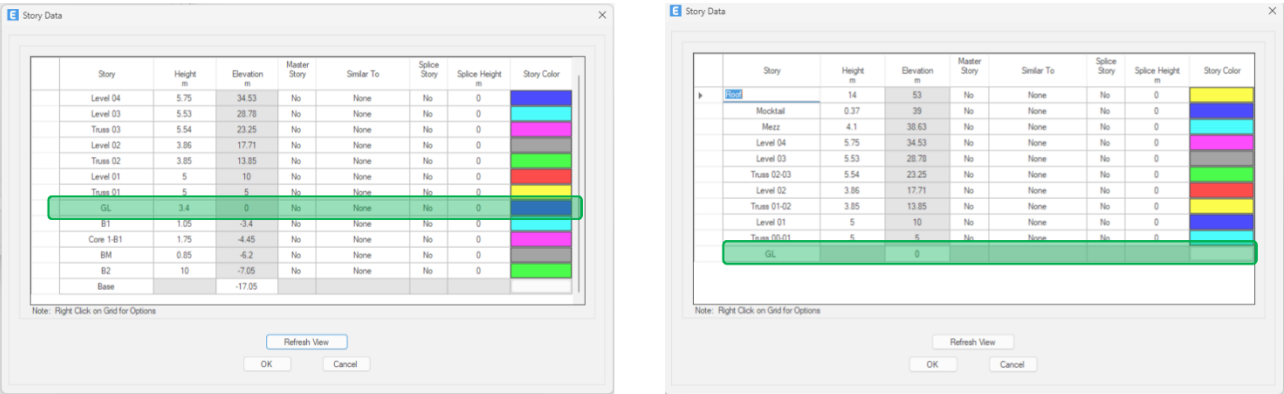 E Story Data
Story Height m Elevation m Master Story Similar To Splice Story Splice Height m Story Color
Level 04 5.75 34.53 No None No 0
Level 03 5.53 28.78 No None No 0
Truss 03 5.54 23.25 No None No 0
Level 02 3.86 17.71 No None No 0
Truss 02 3.85 13.85 No None No 0
Level 01 5 10 No None No 0
Truss 01 5 5 No None No 0
GL 3.4 0 No None No 0
B1 1.05 -3.4 No None No 0
Core 1-B1 1.75 -4.45 No None No 0
BM 0.85 -6.2 No None No 0
B2 10 -7.05 No None No 0
Base -17.05
Note: Right Click on Grid for Options
Refresh View
OK Cancel
E Story Data
Story Height m Elevation m Master Story Similar To Splice Story Splice Height m Story Color
Roof 14 53 No None No 0
Mocktail 0.37 39 No None No 0
Mezz 4.1 38.63 No None No 0
Level 04 5.75 34.53 No None No 0
Level 03 5.53 28.78 No None No 0
Truss 02-03 5.54 23.25 No None No 0
Level 02 3.86 17.71 No None No 0
Truss 01-02 3.85 13.85 No None No 0
Level 01 5 10 No None No 0
Truss 00-01 5 5 No None No 0
GL 0
Note: Right Click on Grid for Options
Refresh View
OK Cancel